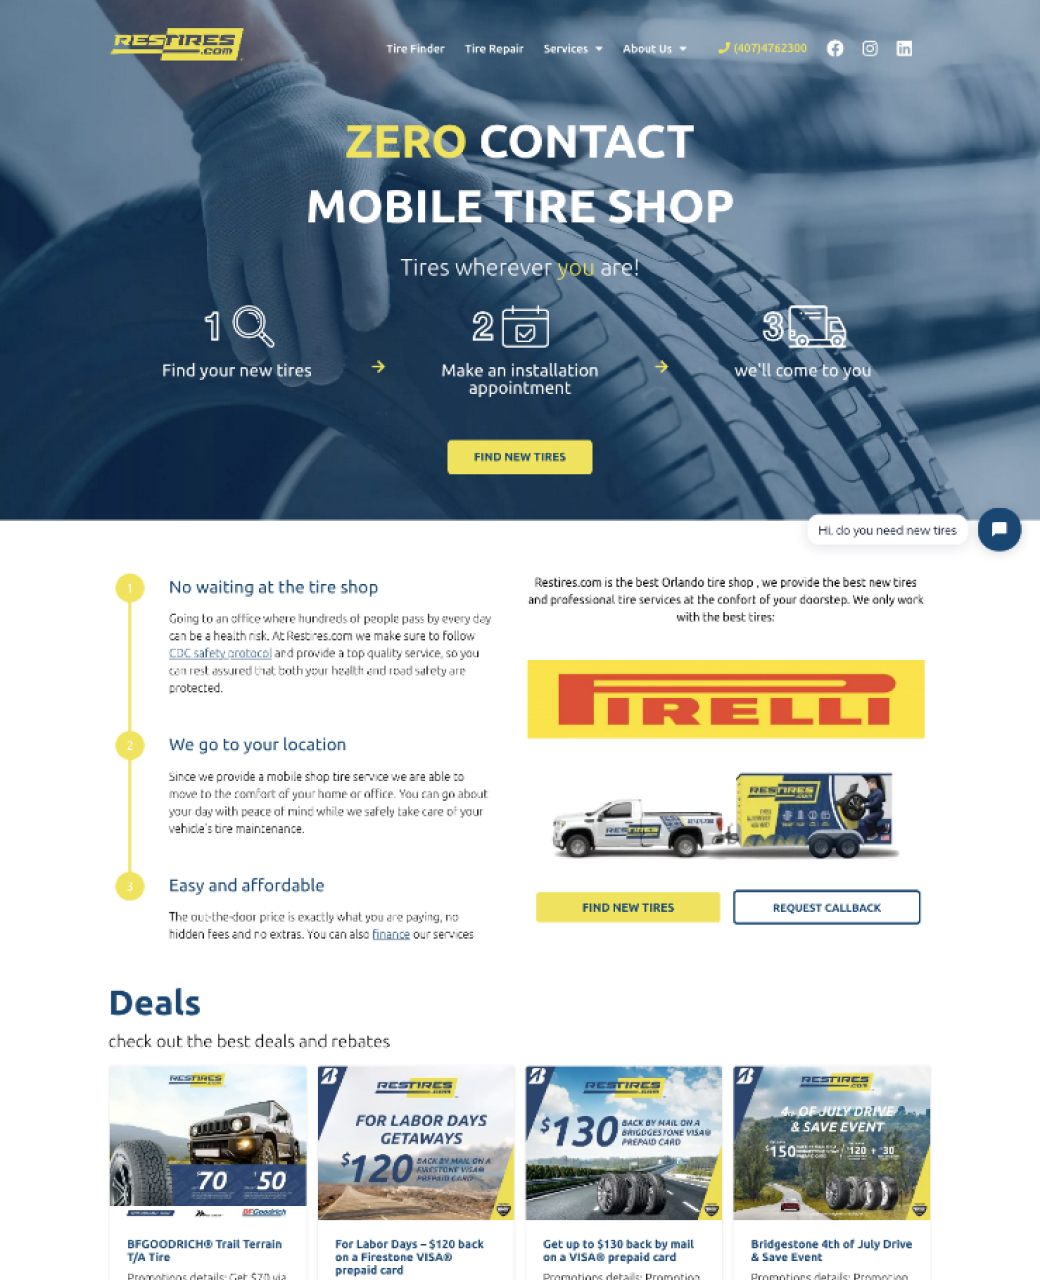 RESTIRES
.COM
Tire Finder
Tire Repair
Services
About Us
(407)4762300
ZERO CONTACT
MOBILE TIRE SHOP
Tires wherever you are!
1
Find your new tires
2
Make an installation
appointment
3
we'll come to you
FIND NEW TIRES
Hi, do you need new tires
1
No waiting at the tire shop
Going to an office where hundreds of people pass by every day
can be a health risk. At Restires.com we make sure to follow
CDC safety protocol and provide a top quality service, so you
can rest assured that both your health and road safety are
protected.
2
We go to your location
Since we provide a mobile shop tire service we are able to
move to the comfort of your home or office. You can go about
your day with peace of mind while we safely take care of your
vehicle's tire maintenance.
3
Easy and affordable
The out-the-door price is exactly what you are paying, no
hidden fees and no extras. You can also finance our services
Restires.com is the best Orlando tire shop , we provide the best new tires
and professional tire services at the confort of your doorstep. We only work
with the best tires:
PIRELLI
RESTIRES
RESTIRES
.COM
FIND NEW TIRES
REQUEST CALLBACK
Deals
check out the best deals and rebates
RESTIRES
.COM
70
50
BFGoodrich
BFGOODRICH® Trail Terrain
T/A Tire
Promotions details: Get $70 via
B
RESTIRES
.COM
FOR LABOR DAYS
GETAWAYS
$120
BACK BY MAIL ON A
FIRESTONE VISA®
PREPAID CARD
For Labor Days – $120 back
on a Firestone VISA®
prepaid card
B
RESTIRES
.COM
$130
BACK BY MAIL ON A
BRIGDGESTONE VISA®
PREPAID CARD
Get up to $130 back by mail
on a VISA® prepaid card
Promotions details: Promotion
B
RESTIRES
.COM
4th OF JULY DRIVE
& SAVE EVENT
$150
120 + 30
Bridgestone 4th of July Drive
& Save Event
Promotions details: Promotion